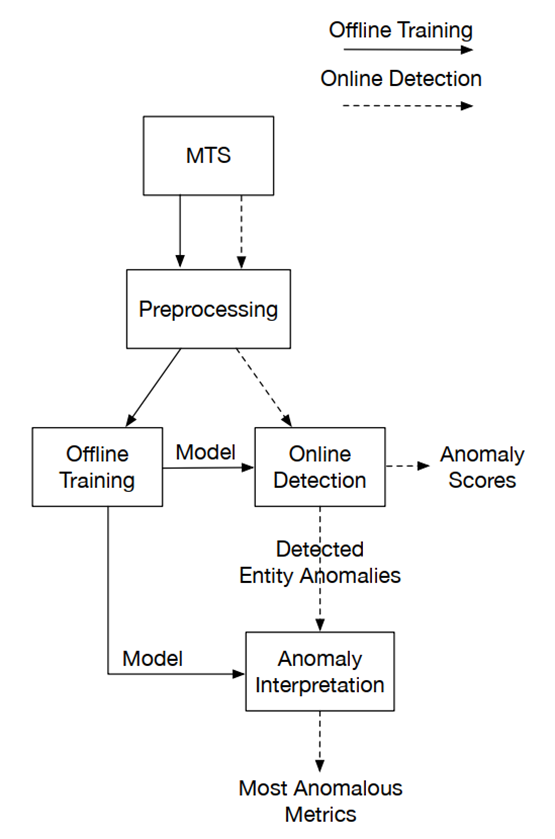 Offline Training
Online Detection
MTS
Preprocessing
Offline
Training
Model
Online
Detection
Anomaly
Scores
Detected
Entity Anomalies
Model
Anomaly
Interpretation
Most Anomalous
Metrics